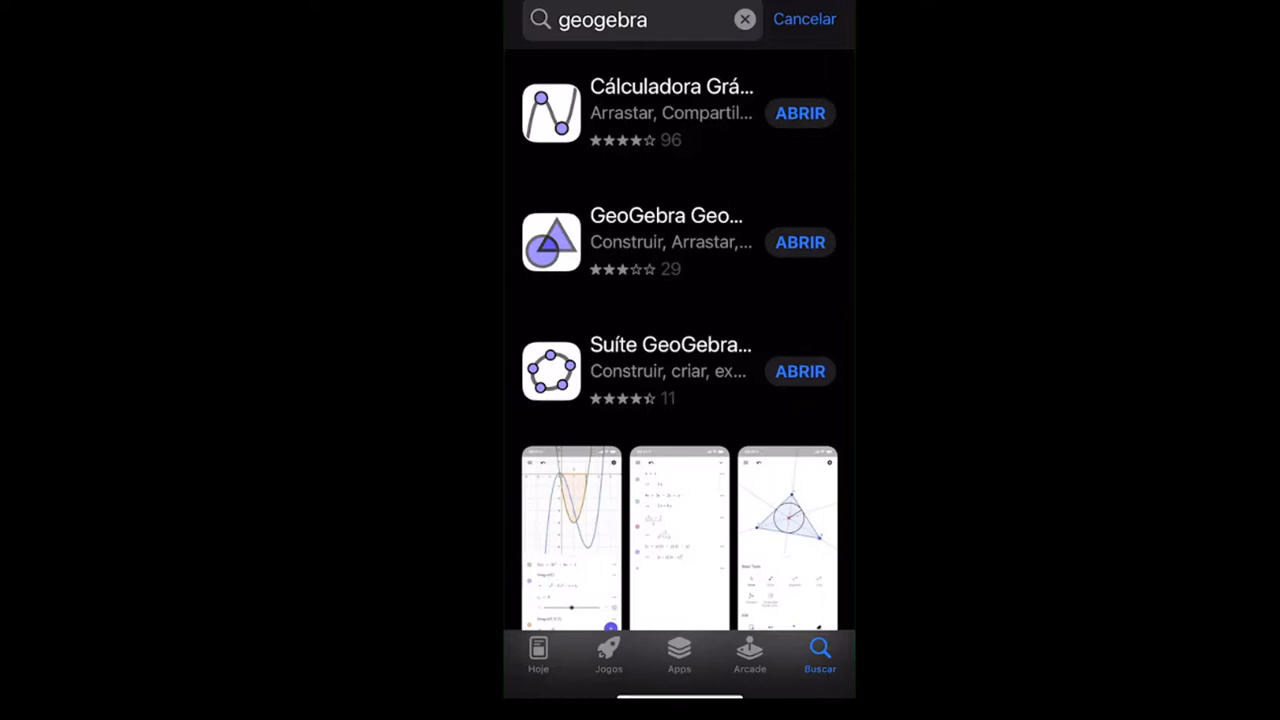 geogebra
Cancelar
Cálculadora Grá...
Arrastar, Compartil...
ABRIR
96
GeoGebra Geo...
Construir, Arrastar,...
ABRIR
29
Suíte GeoGebra...
Construir, criar, ex...
ABRIR
11
Hoje
Jogos
Apps
Arcade
Buscar